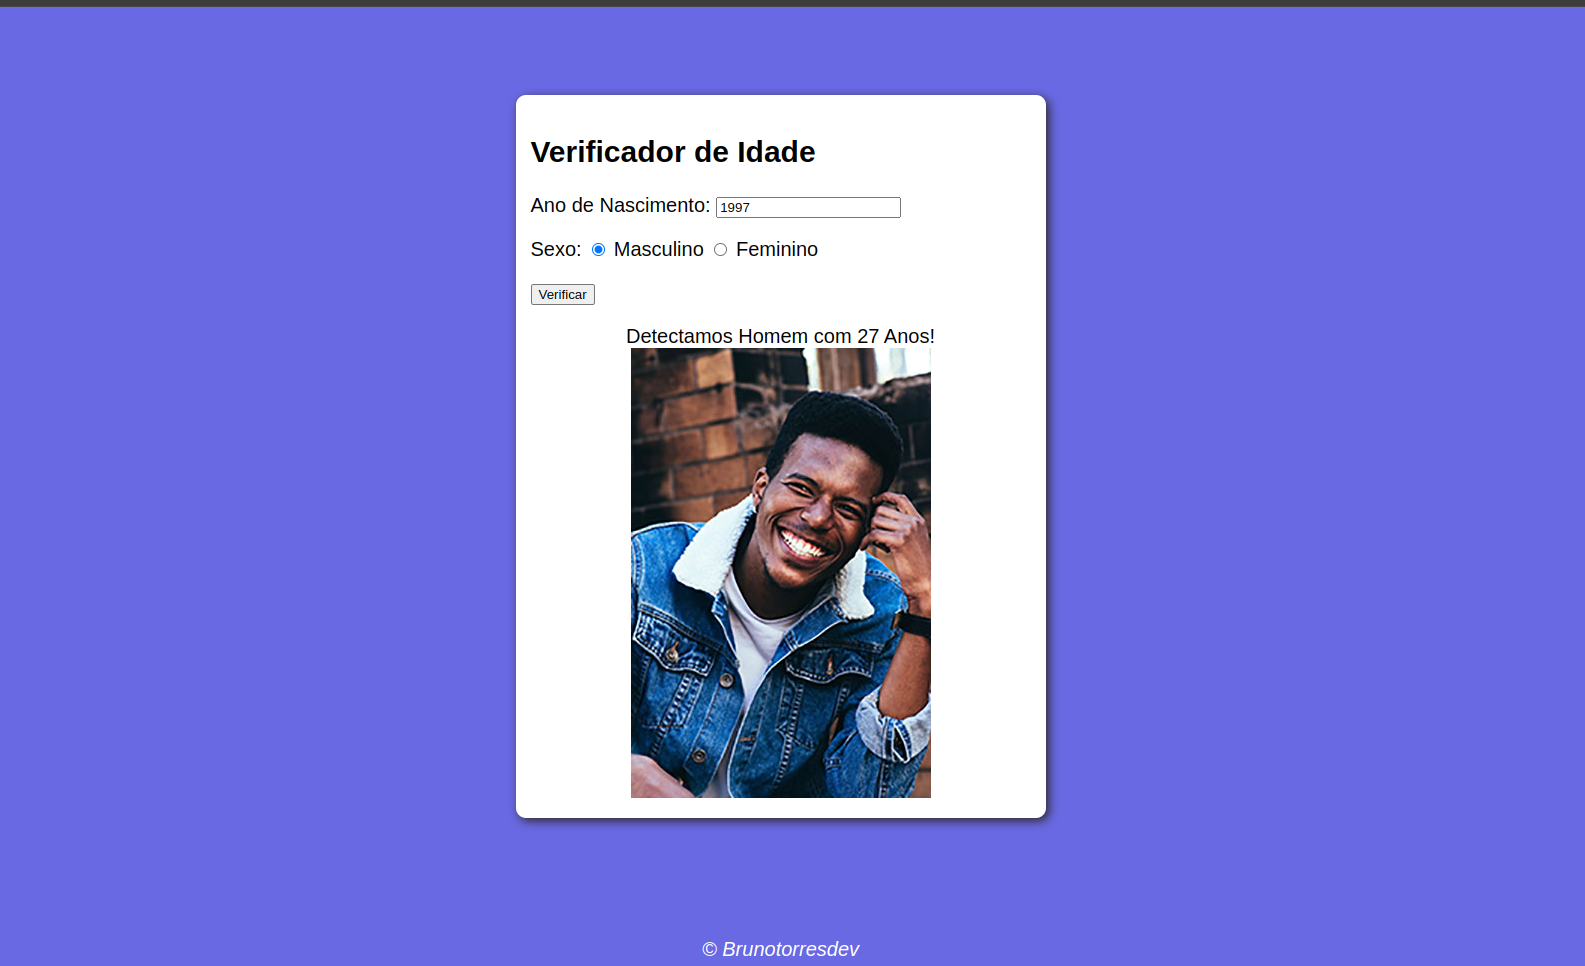 Verificador de Idade
Ano de Nascimento: 1997
Sexo: Masculino Feminino
Verificar
Detectamos Homem com 27 Anos!
© Brunotorresdev